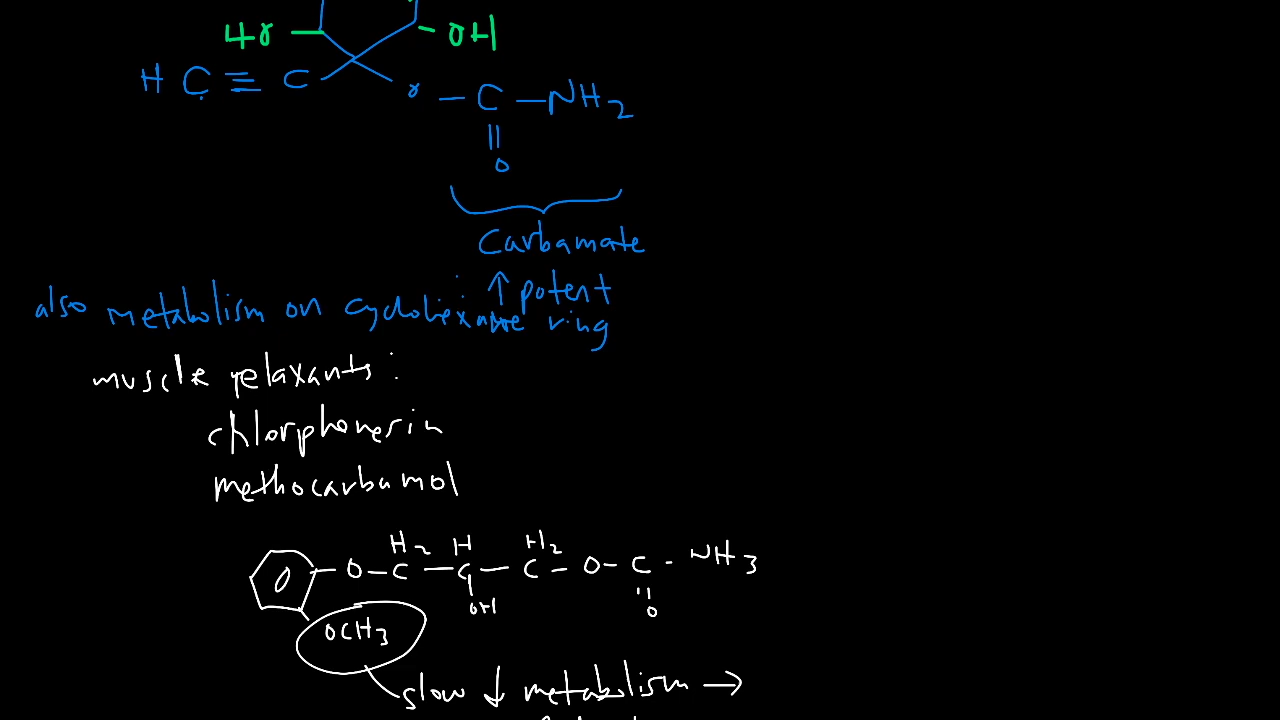 HO — OH
HC ≡ C
O — C — NH2
O
Carbamate
↑ potent
also metabolism on cyclohexane ring
muscle relaxants:
chlorphenesin
methocarbamol
H2 H H2
O — C — C — C — O — C - NH3
OH O
OCH3
slow ↓ metabolism →